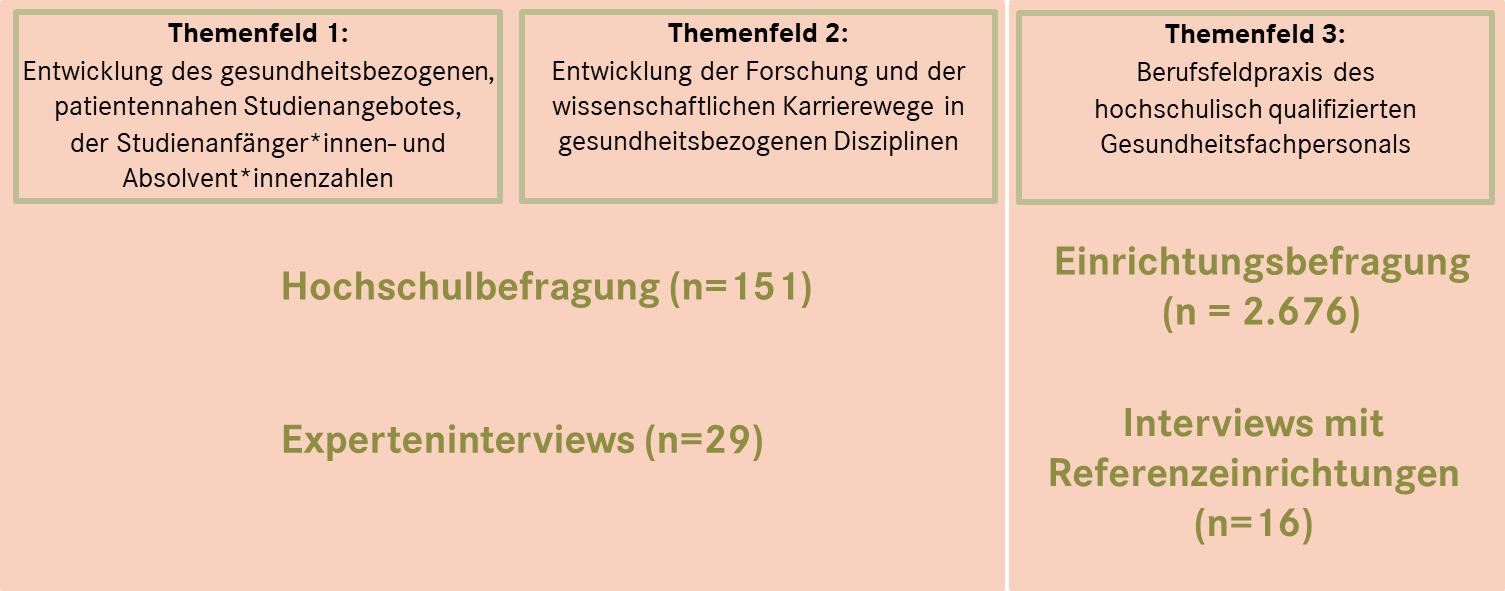 Themenfeld 1:
Entwicklung des gesundheitsbezogenen,
patientennahen Studienangebotes,
der Studienanfänger*innen- und
Absolvent*innenzahlen
Themenfeld 2:
Entwicklung der Forschung und der
wissenschaftlichen Karrierewege in
gesundheitsbezogenen Disziplinen
Themenfeld 3:
Berufsfeldpraxis des
hochschulisch qualifizierten
Gesundheitsfachpersonals
Hochschulbefragung (n=151)
Experteninterviews (n=29)
Einrichtungsbefragung
(n = 2.676)
Interviews mit
Referenzeinrichtungen
(n=16)